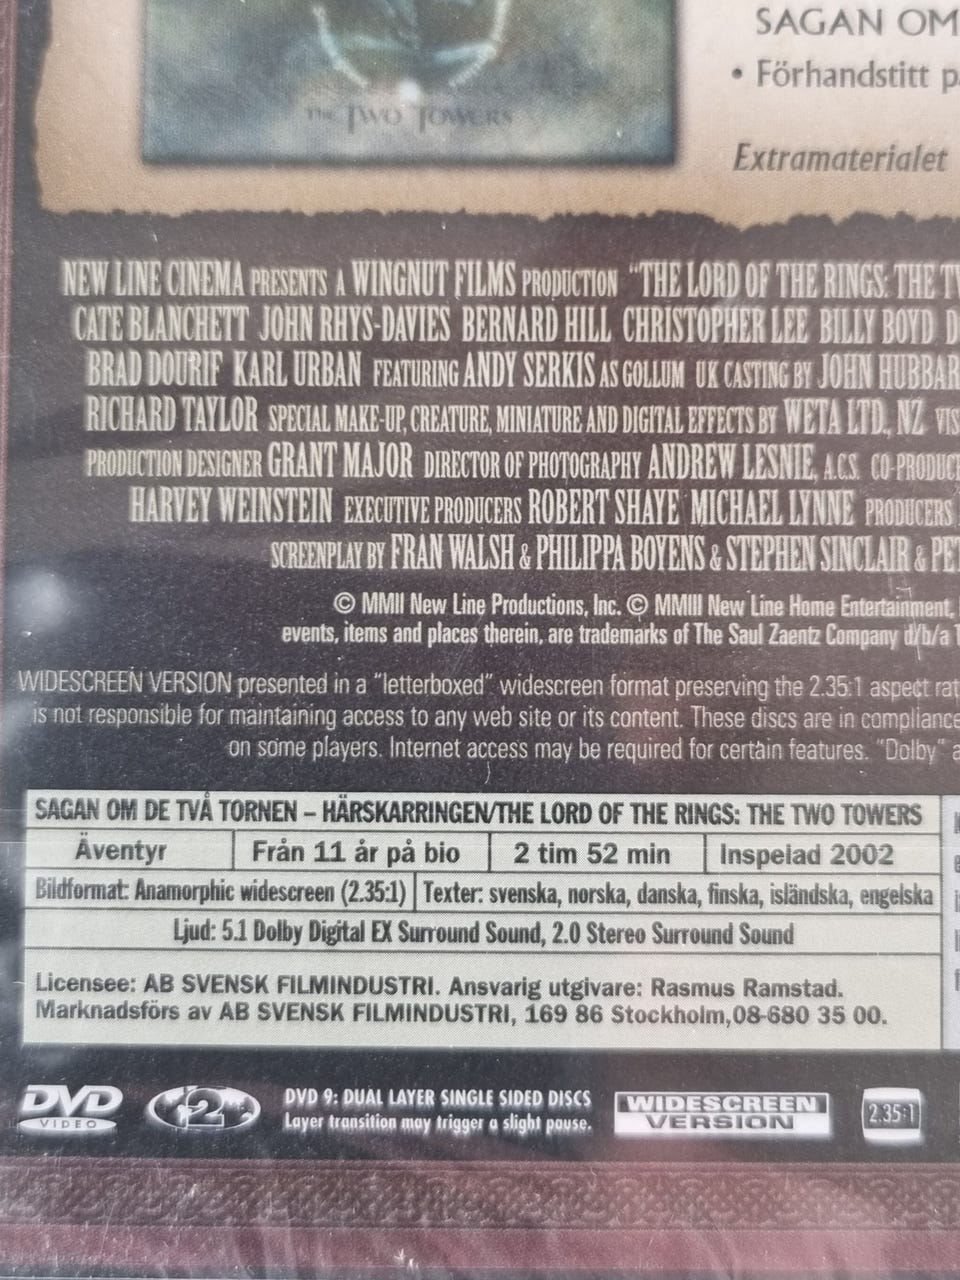 THE TWO TOWERS
SAGAN OM
• Förhandstitt p
Extramaterialet
NEW LINE CINEMA PRESENTS A WINGNUT FILMS PRODUCTION "THE LORD OF THE RINGS: THE TW
CATE BLANCHETT JOHN RHYS-DAVIES BERNARD HILL CHRISTOPHER LEE BILLY BOYD D
BRAD DOURIF KARL URBAN FEATURING ANDY SERKIS AS GOLLUM UK CASTING BY JOHN HUBBAR
RICHARD TAYLOR SPECIAL MAKE-UP, CREATURE, MINIATURE AND DIGITAL EFFECTS BY WETA LTD., NZ VIS
PRODUCTION DESIGNER GRANT MAJOR DIRECTOR OF PHOTOGRAPHY ANDREW LESNIE, A.C.S. CO-PRODUC
HARVEY WEINSTEIN EXECUTIVE PRODUCERS ROBERT SHAYE MICHAEL LYNNE PRODUCERS
SCREENPLAY BY FRAN WALSH & PHILIPPA BOYENS & STEPHEN SINCLAIR & PET
© MMII New Line Productions, Inc. © MMIII New Line Home Entertainment,
events, items and places therein, are trademarks of The Saul Zaentz Company d/b/a T
WIDESCREEN VERSION presented in a "letterboxed" widescreen format preserving the 2.35:1 aspect rat
is not responsible for maintaining access to any web site or its content. These discs are in compliance
on some players. Internet access may be required for certain features. "Dolby" a
SAGAN OM DE TVÅ TORNEN – HÄRSKARRINGEN/THE LORD OF THE RINGS: THE TWO TOWERS
Äventyr Från 11 år på bio 2 tim 52 min Inspelad 2002
Bildformat: Anamorphic widescreen (2.35:1) Texter: svenska, norska, danska, finska, isländska, engelska
Ljud: 5.1 Dolby Digital EX Surround Sound, 2.0 Stereo Surround Sound
Licensee: AB SVENSK FILMINDUSTRI. Ansvarig utgivare: Rasmus Ramstad.
Marknadsförs av AB SVENSK FILMINDUSTRI, 169 86 Stockholm,08-680 35 00.
DVD VIDEO 2 DVD 9: DUAL LAYER SINGLE SIDED DISCS WIDESCREEN VERSION 2.35:1
Layer transition may trigger a slight pause.